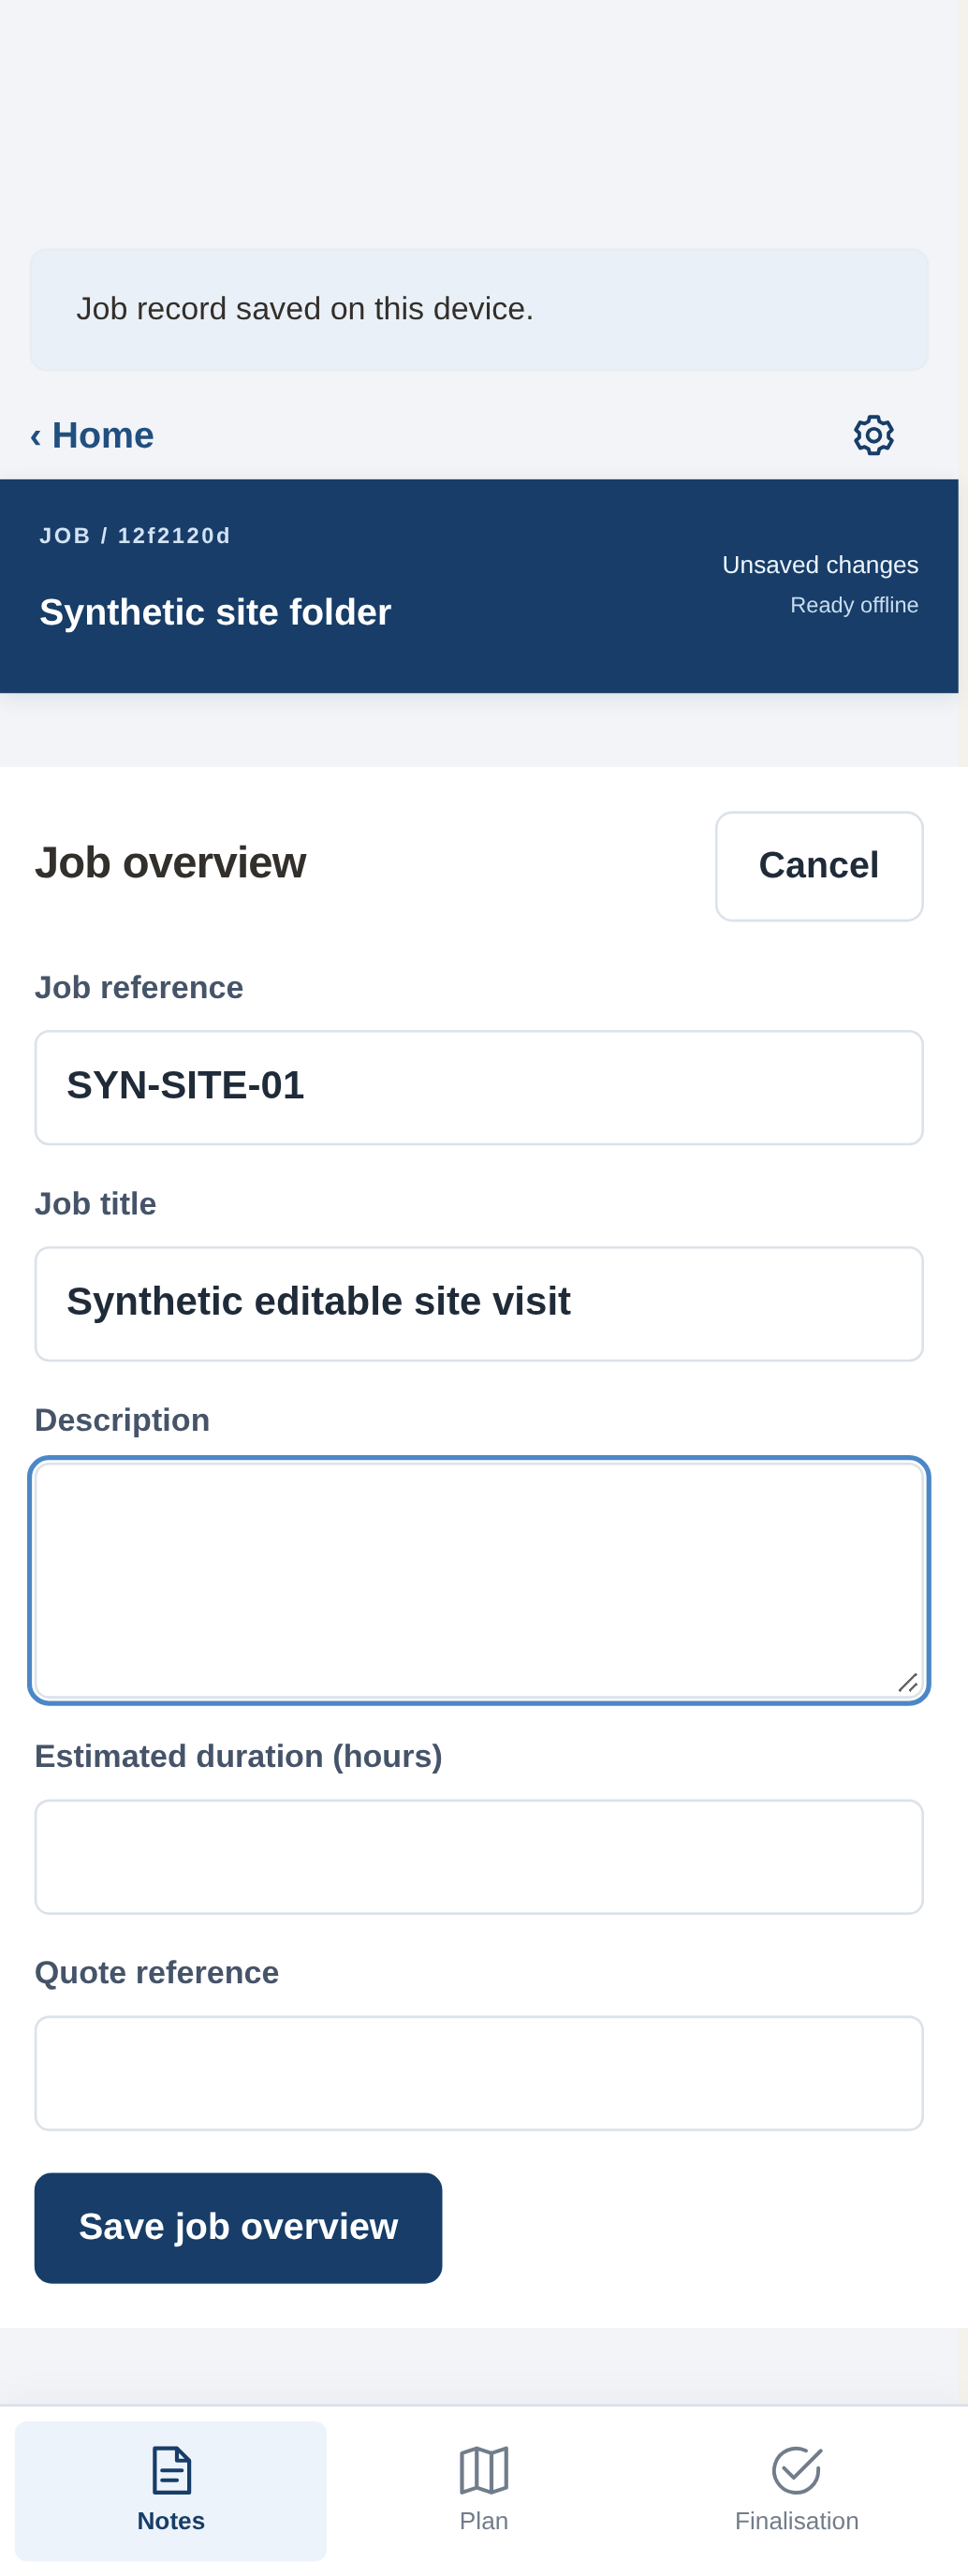 Job record saved on this device.
‹ Home
JOB / 12f2120d
Unsaved changes
Synthetic site folder
Ready offline
Job overview
Cancel
Job reference
SYN-SITE-01
Job title
Synthetic editable site visit
Description
Estimated duration (hours)
Quote reference
Save job overview
Notes
Plan
Finalisation